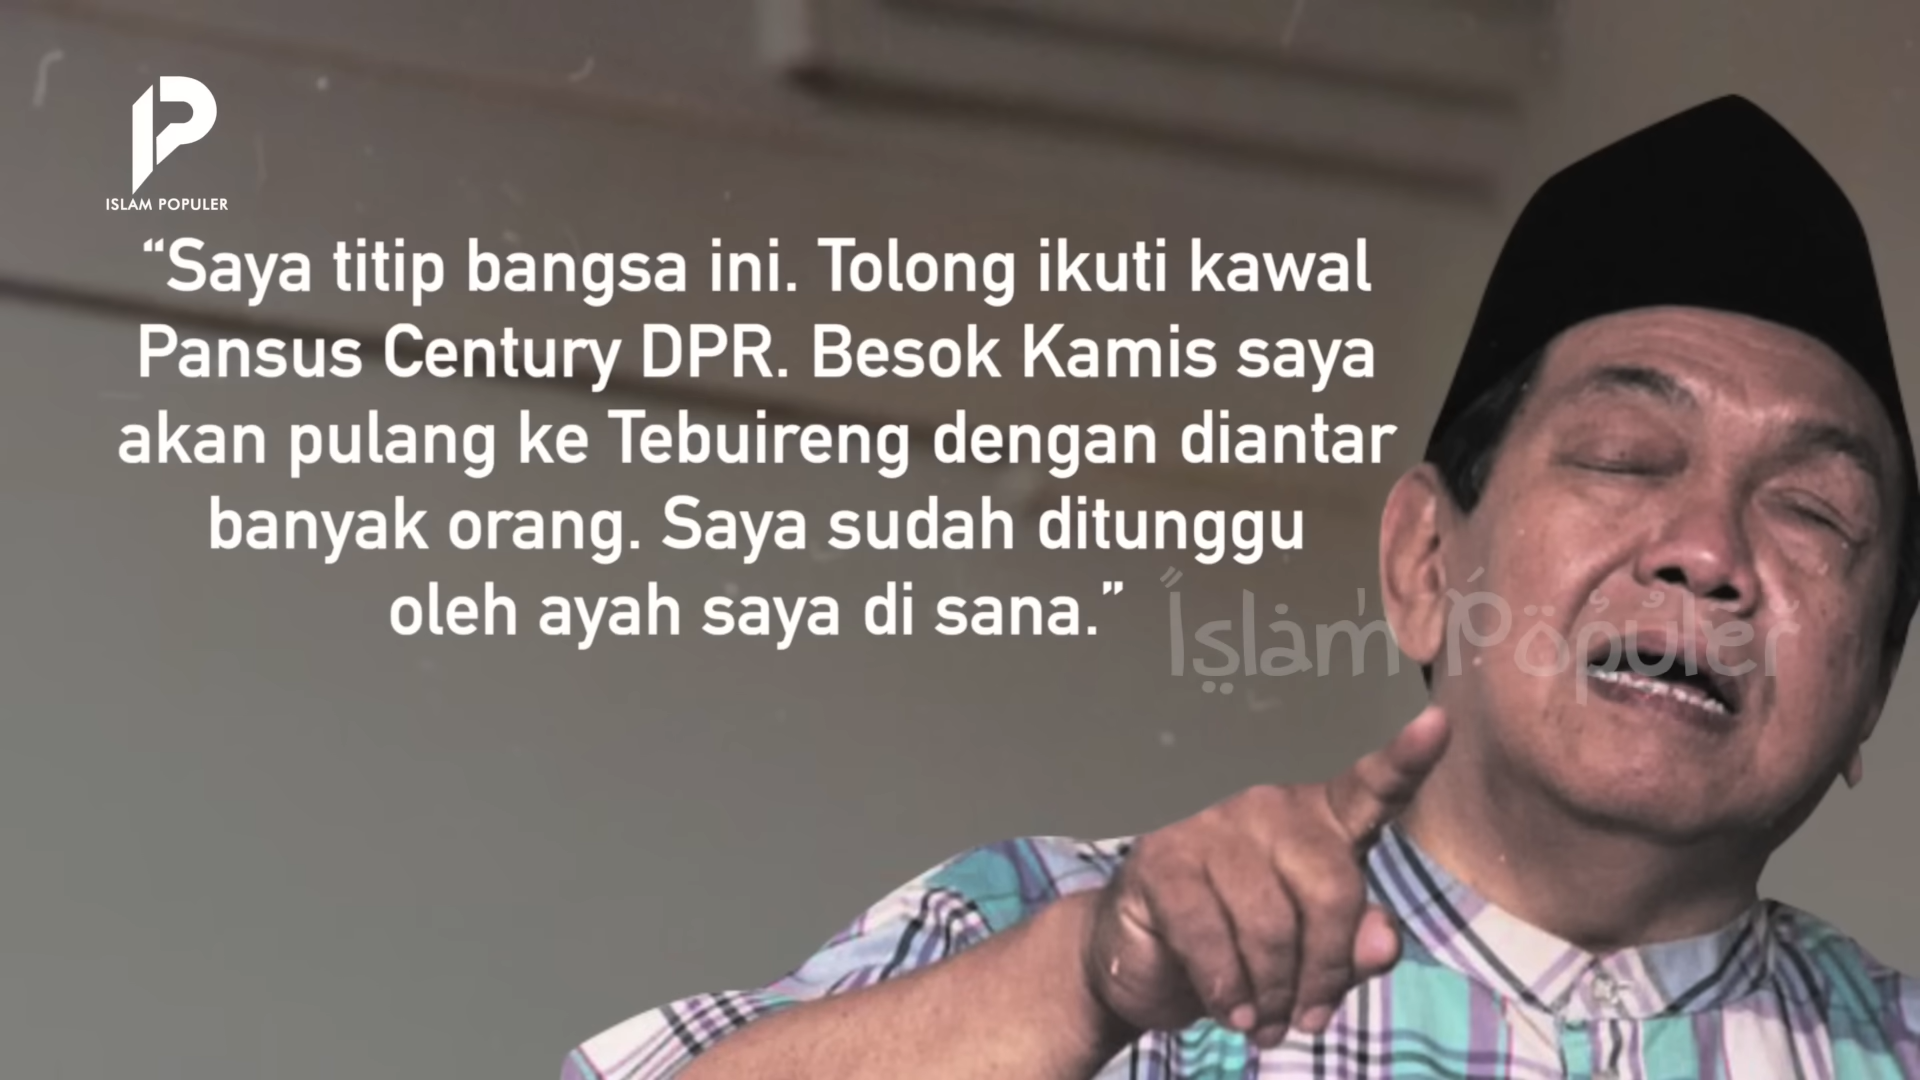 ISLAM POPULER
“Saya titip bangsa ini. Tolong ikuti kawal
Pansus Century DPR. Besok Kamis saya
akan pulang ke Tebuireng dengan diantar
banyak orang. Saya sudah ditunggu
oleh ayah saya di sana.”
Islam Populer